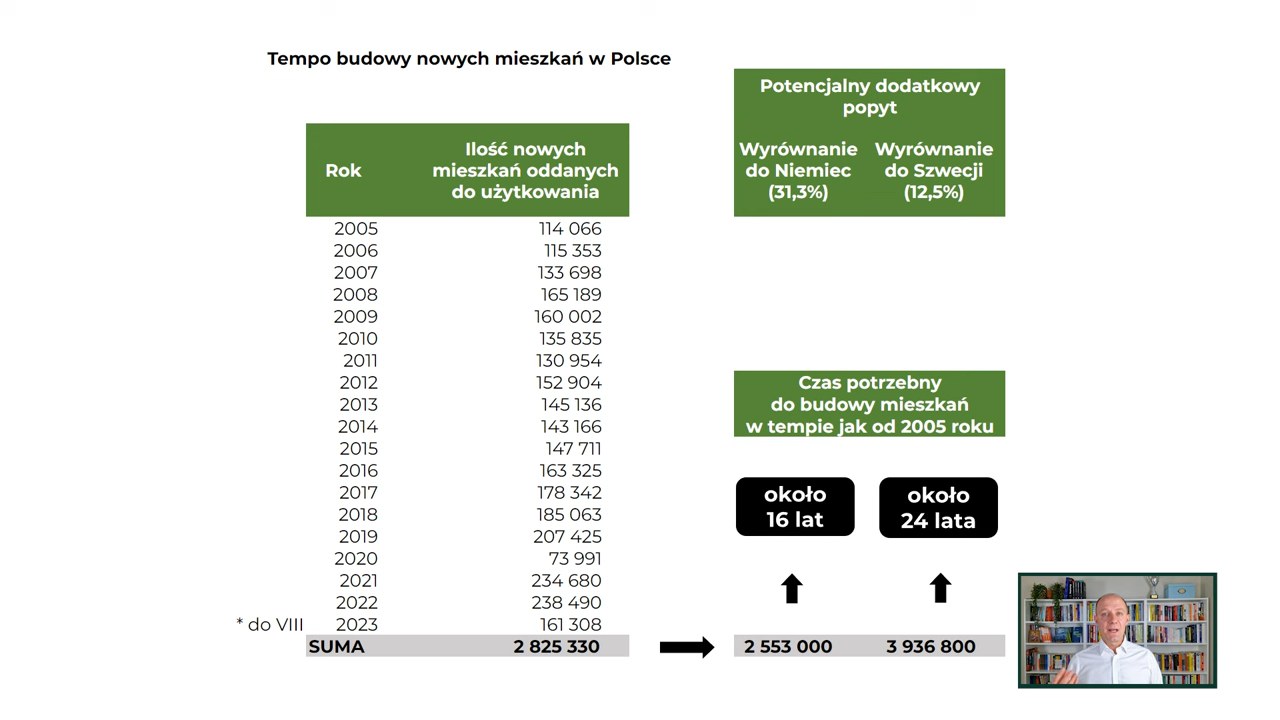 Tempo budowy nowych mieszkań w Polsce
Rok
Ilość nowych
mieszkań oddanych
do użytkowania
2005 114 066
2006 115 353
2007 133 698
2008 165 189
2009 160 002
2010 135 835
2011 130 954
2012 152 904
2013 145 136
2014 143 166
2015 147 711
2016 163 325
2017 178 342
2018 185 063
2019 207 425
2020 73 991
2021 234 680
2022 238 490
* do VIII 2023 161 308
SUMA 2 825 330
Potencjalny dodatkowy
popyt
Wyrównanie
do Niemiec
(31,3%)
Wyrównanie
do Szwecji
(12,5%)
Czas potrzebny
do budowy mieszkań
w tempie jak od 2005 roku
około
16 lat
około
24 lata
2 553 000 3 936 800